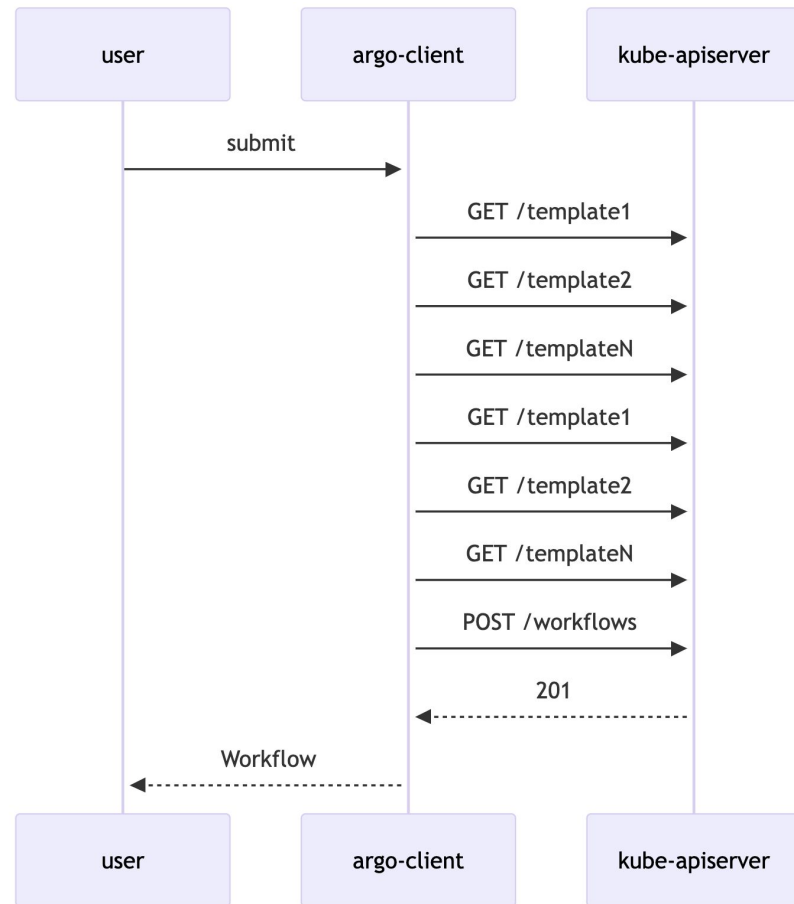 user
argo-client
kube-apiserver
submit
GET /template1
GET /template2
GET /templateN
GET /template1
GET /template2
GET /templateN
POST /workflows
201
Workflow
user
argo-client
kube-apiserver